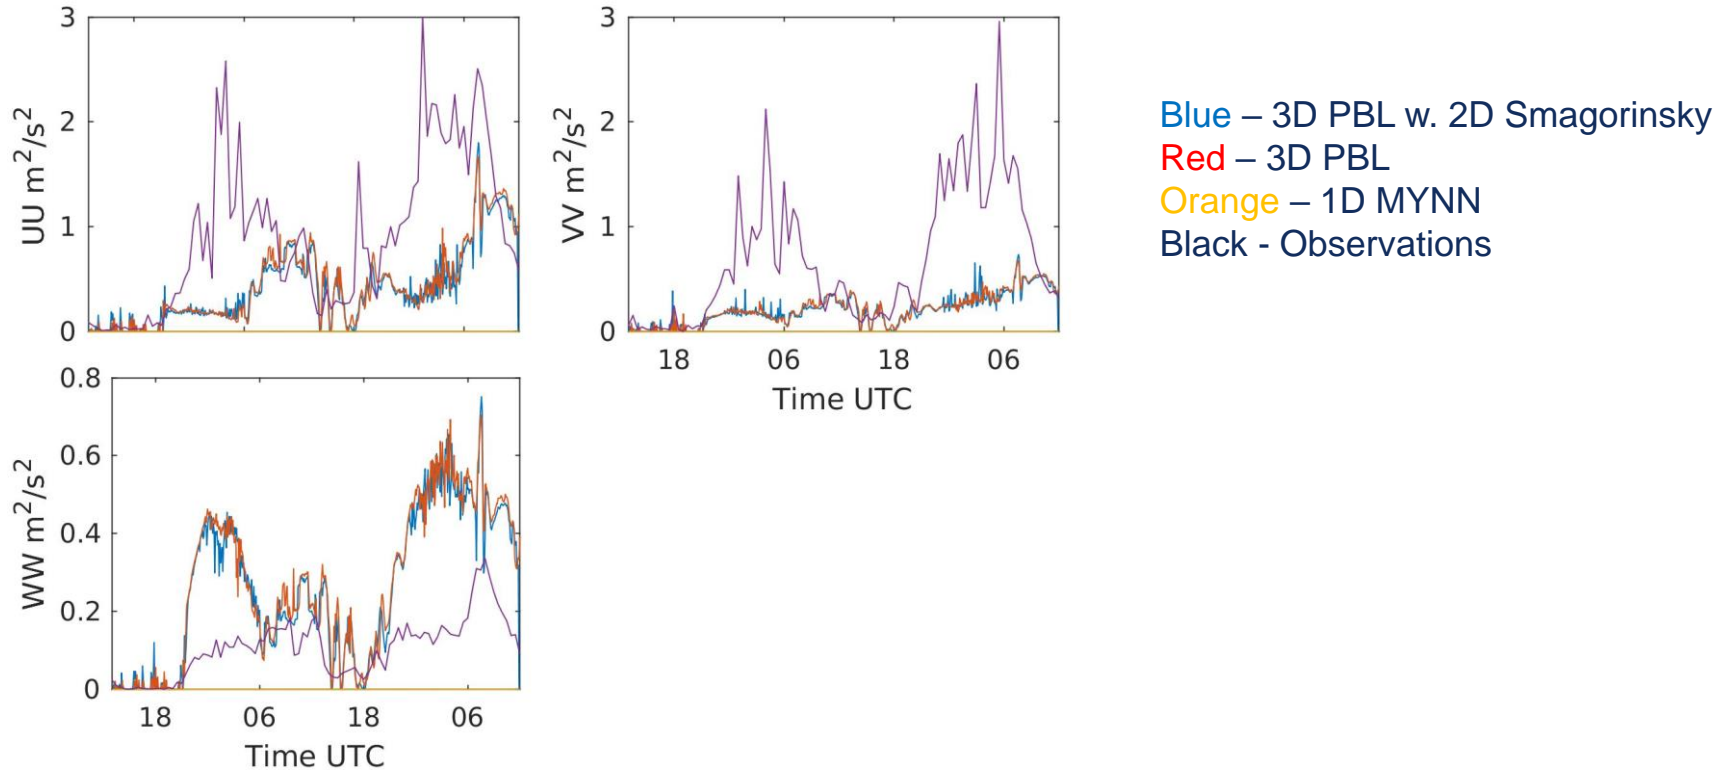 3
2
1
0
UU m²/s²
3
2
1
0
VV m²/s²
18 06 18 06
Time UTC
0.8
0.6
0.4
0.2
0
WW m²/s²
18 06 18 06
Time UTC
Blue – 3D PBL w. 2D Smagorinsky
Red – 3D PBL
Orange – 1D MYNN
Black - Observations